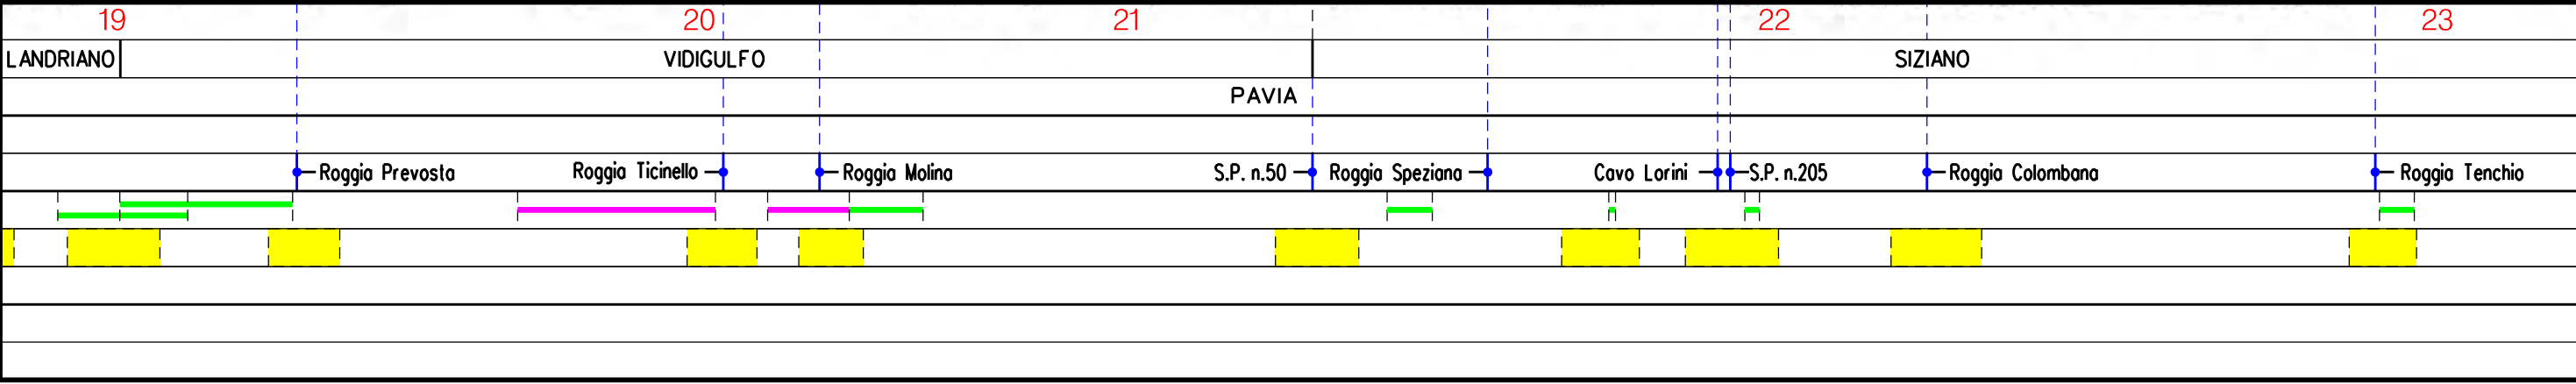 19 20 21 22 23
LANDRIANO VIDIGULFO SIZIANO
PAVIA
Roggia Prevosta Roggia Ticinello Roggia Molina S.P. n.50 Roggia Speziana Cavo Lorini S.P. n.205 Roggia Colombana Roggia Tenchio